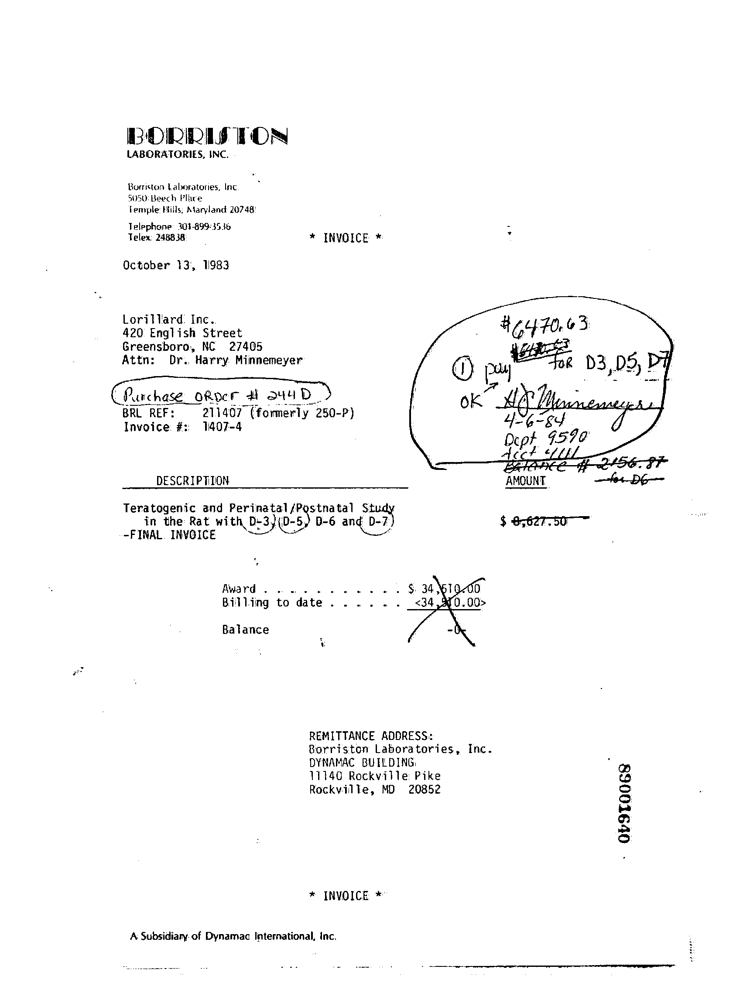 BORRISTON
LABORATORIES, INC.
Borriston Laboratories, Inc.
5050 Beech Place
Temple Hills, Maryland 20748
Telephone 301-899-3536
Telex 248838
* INVOICE *
October 13, 1983
Lorillard Inc.
420 English Street
Greensboro, NC 27405
Attn: Dr. Harry Minnemeyer
$6470.63
① pay for D3, D5, D7
OK HJ Minnemeyer
4-6-84
Dept 9590
Acct 4111
Balance # 2156.87
for D6
Purchase ORDer # 244 D
BRL REF: 211407 (formerly 250-P)
Invoice #: 1407-4
DESCRIPTION AMOUNT
Teratogenic and Perinatal/Postnatal Study
in the Rat with D-3, (D-5, D-6 and D-7) $ 8,627.50
-FINAL INVOICE
Award . . . . . . . . . . . $ 34,510.00
Billing to date . . . . . . <34,510.00>
Balance -0-
REMITTANCE ADDRESS:
Borriston Laboratories, Inc.
DYNAMAC BUILDING
11140 Rockville Pike
Rockville, MD 20852
89001640
* INVOICE *
A Subsidiary of Dynamac International, Inc.